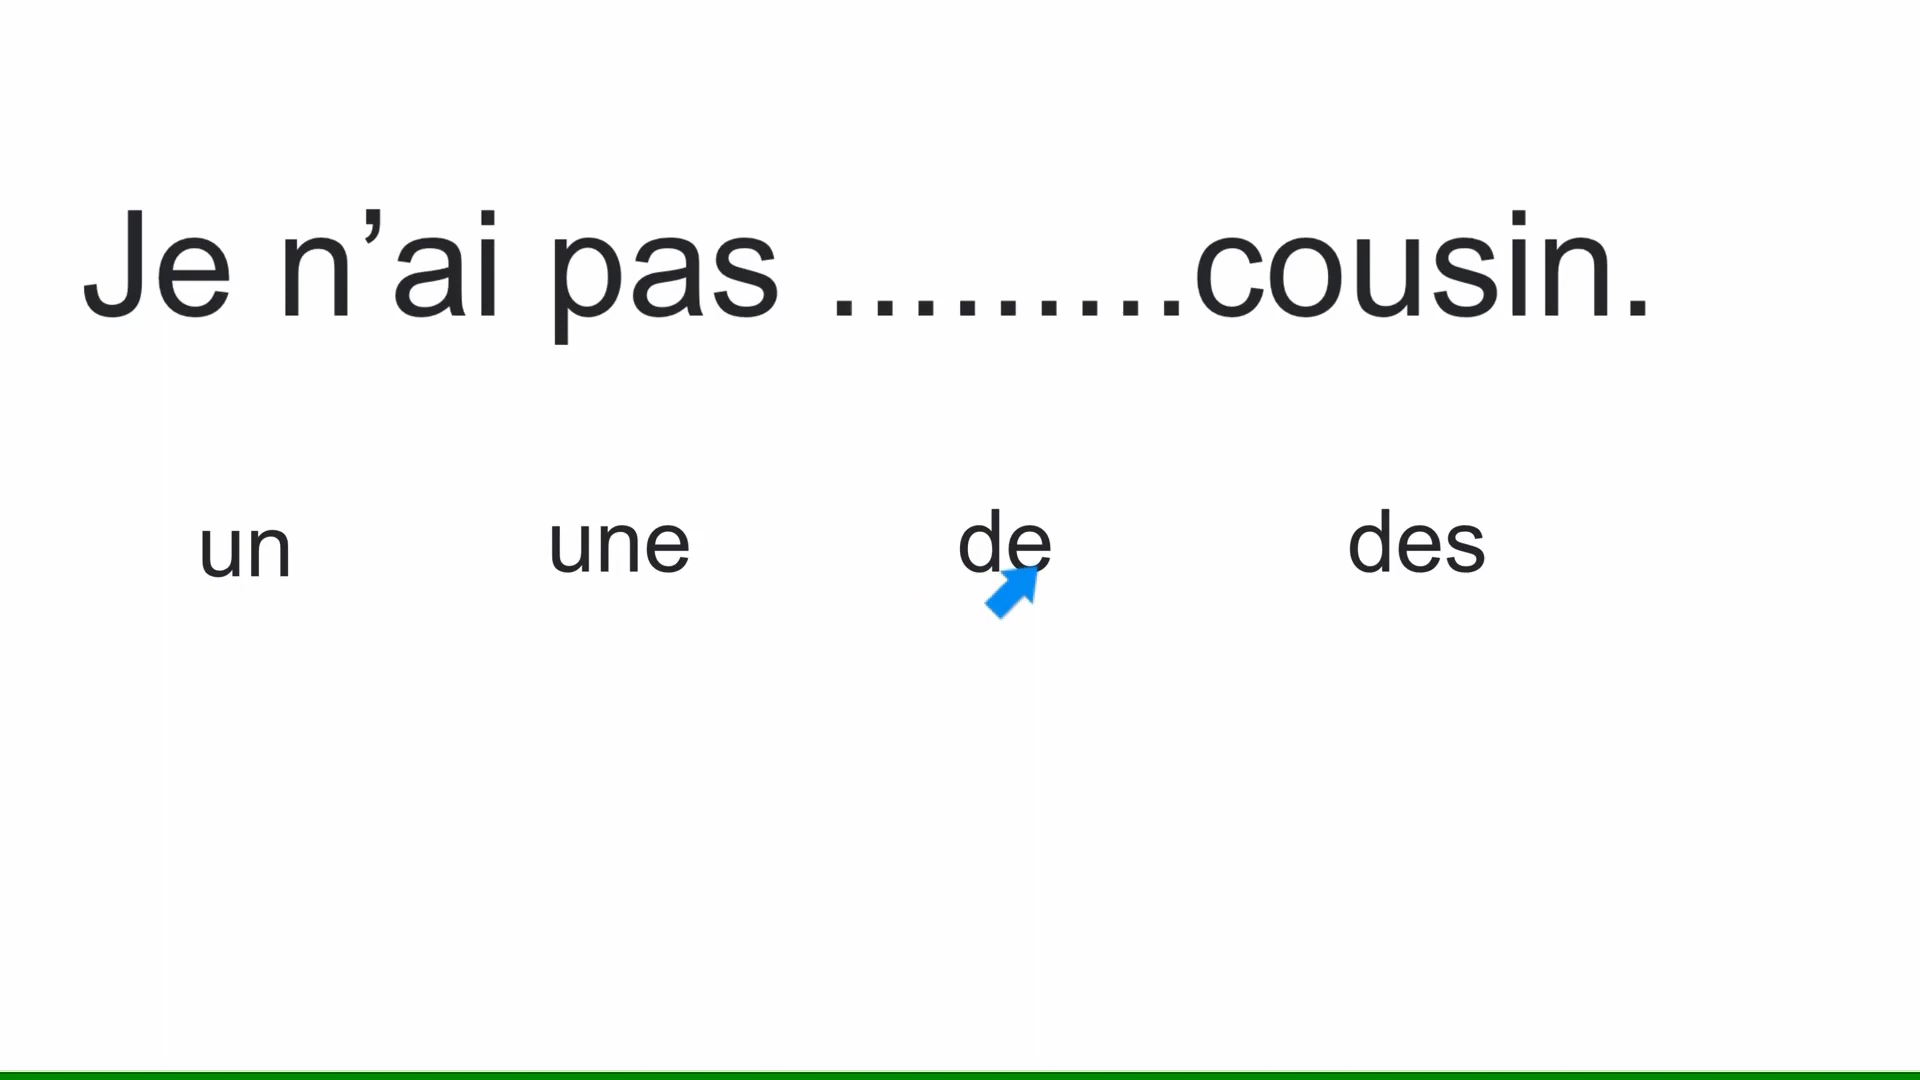 Je n’ai pas .........cousin.
un une de des